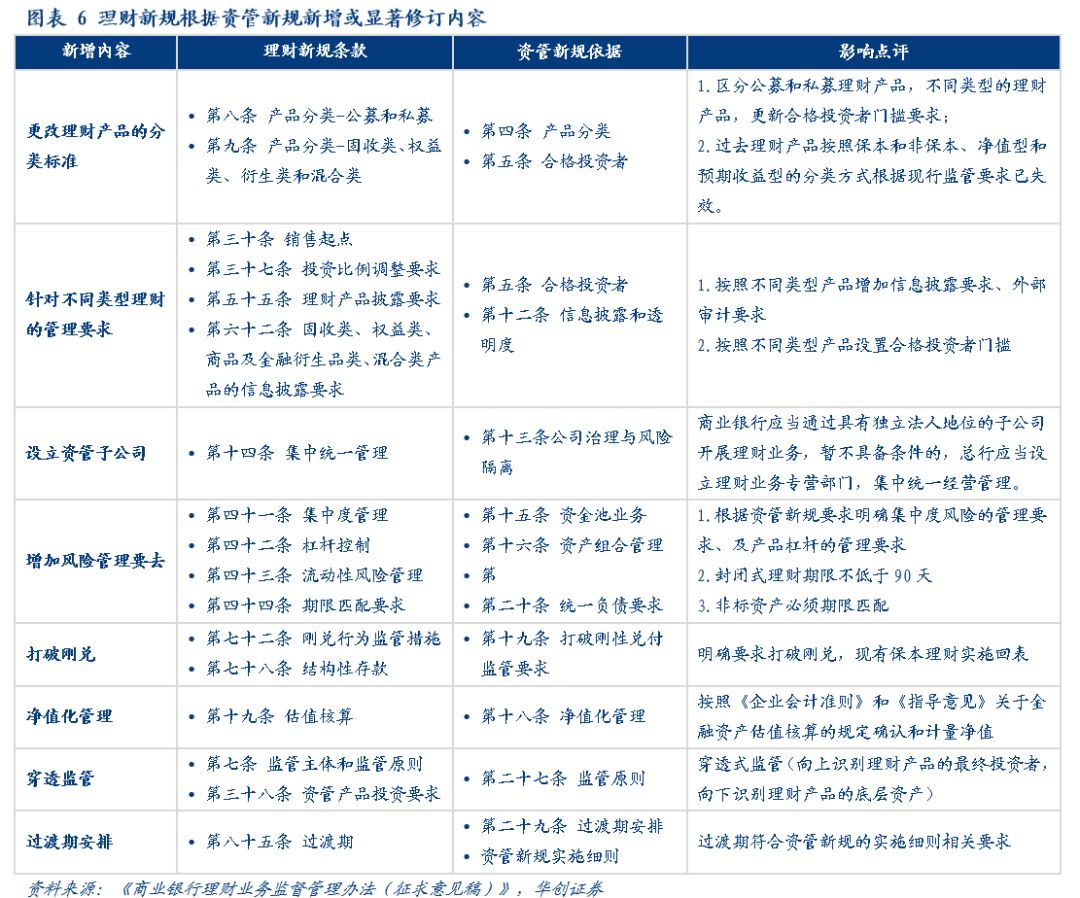 图表 6 理财新规根据资管新规新增或显著修订内容
新增内容
理财新规条款
资管新规依据
影响点评
更改理财产品的分
类标准
• 第八条 产品分类-公募和私募
• 第九条 产品分类-固收类、权益
类、衍生类和混合类
• 第四条 产品分类
• 第五条 合格投资者
1.区分公募和私募理财产品，不同类型的理财
产品，更新合格投资者门槛要求；
2.过去理财产品按照保本和非保本、净值型和
预期收益型的分类方式根据现行监管要求已失
效。
针对不同类型理财
的管理要求
• 第三十条 销售起点
• 第三十七条 投资比例调整要求
• 第五十五条 理财产品披露要求
• 第六十二条 固收类、权益类、
商品及金融衍生品类、混合类产
品的信息披露要求
• 第五条 合格投资者
• 第十二条 信息披露和透
明度
1.按照不同类型产品增加信息披露要求、外部
审计要求
2.按照不同类型产品设置合格投资者门槛
设立资管子公司
• 第十四条 集中统一管理
• 第十三条公司治理与风险
隔离
商业银行应当通过具有独立法人地位的子公司
开展理财业务，暂不具备条件的，总行应当设
立理财业务专营部门，集中统一经营管理。
增加风险管理要去
• 第四十一条 集中度管理
• 第四十二条 杠杆控制
• 第四十三条 流动性风险管理
• 第四十四条 期限匹配要求
• 第十五条 资金池业务
• 第十六条 资产组合管理
• 第
• 第二十条 统一负债要求
1.根据资管新规要求明确集中度风险的管理要
求、及产品杠杆的管理要求
2.封闭式理财期限不低于 90 天
3.非标资产必须期限匹配
打破刚兑
• 第七十二条 刚兑行为监管措施
• 第七十八条 结构性存款
• 第十九条 打破刚性兑付
监管要求
明确要求打破刚兑，现有保本理财实施回表
净值化管理
• 第十九条 估值核算
• 第十八条 净值化管理
按照《企业会计准则》和《指导意见》关于金
融资产估值核算的规定确认和计量净值
穿透监管
• 第七条 监管主体和监管原则
• 第三十八条 资管产品投资要求
• 第二十七条 监管原则
穿透式监管（向上识别理财产品的最终投资者，
向下识别理财产品的底层资产）
过渡期安排
• 第八十五条 过渡期
• 第二十九条 过渡期安排
• 资管新规实施细则
过渡期符合资管新规的实施细则相关要求
资料来源：《商业银行理财业务监督管理办法（征求意见稿）》，华创证券